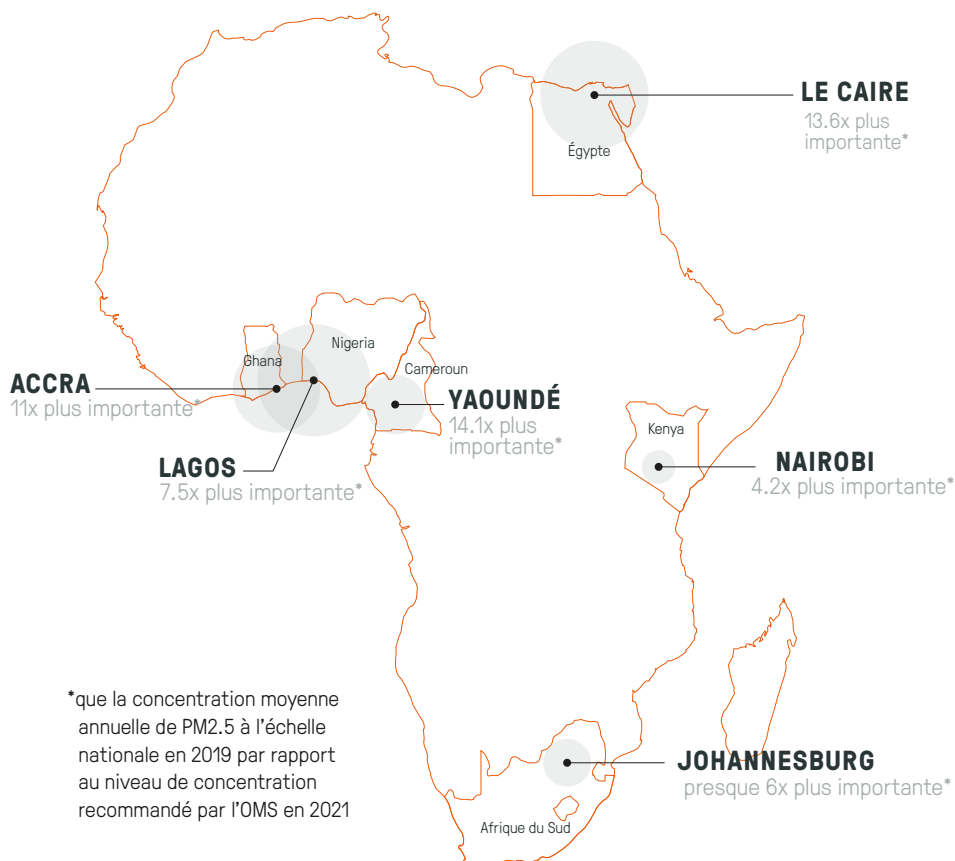 LE CAIRE
13.6x plus
importante*
Égypte
Nigeria
Ghana
Cameroun
ACCRA
11x plus importante*
YAOUNDÉ
14.1x plus
importante*
Kenya
LAGOS
7.5x plus importante*
NAIROBI
4.2x plus importante*
*que la concentration moyenne
annuelle de PM2.5 à l'échelle
nationale en 2019 par rapport
au niveau de concentration
recommandé par l'OMS en 2021
JOHANNESBURG
presque 6x plus importante*
Afrique du Sud